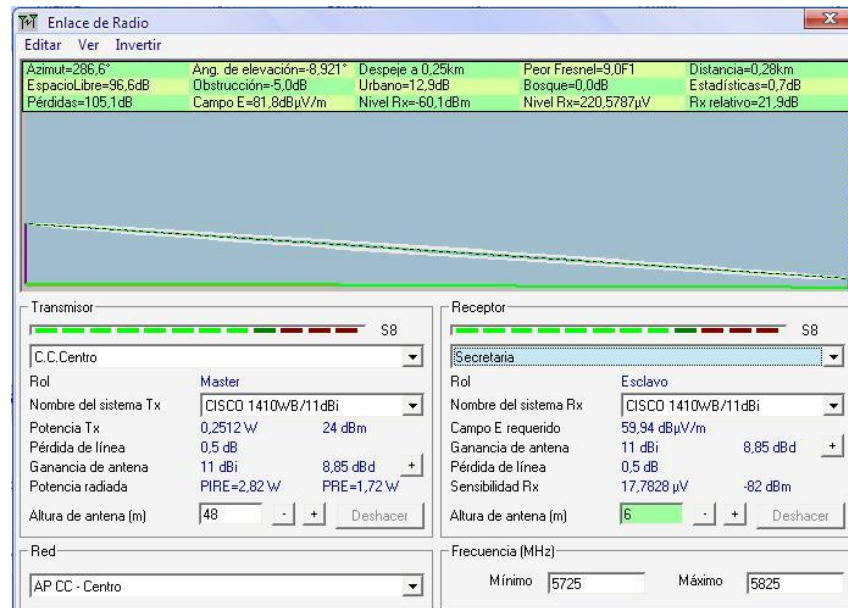 Enlace de Radio
Editar Ver Invertir
Azimut=286,6° Ang. de elevación=-8,921° Despeje a 0,25km Peor Fresnel=9,0F1 Distancia=0,28km
EspacioLibre=96,6dB Obstrucción=-5,0dB Urbano=12,9dB Bosque=0,0dB Estadísticas=0,7dB
Pérdidas=105,1dB Campo E=81,8dBµV/m Nivel Rx=-60,1dBm Nivel Rx=220,5787µV Rx relativo=21,9dB
Transmisor
S8
C.C.Centro
Rol Master
Nombre del sistema Tx CISCO 1410WB/11dBi
Potencia Tx 0,2512 W 24 dBm
Pérdida de línea 0,5 dB
Ganancia de antena 11 dBi 8,85 dBd +
Potencia radiada PIRE=2,82 W PRE=1,72 W
Altura de antena (m) 48 - + Deshacer
Receptor
S8
Secretaria
Rol Esclavo
Nombre del sistema Rx CISCO 1410WB/11dBi
Campo E requerido 59,94 dBµV/m
Ganancia de antena 11 dBi 8,85 dBd +
Pérdida de línea 0,5 dB
Sensibilidad Rx 17,7828 µV -82 dBm
Altura de antena (m) 6 - + Deshacer
Red
AP CC - Centro
Frecuencia (MHz)
Mínimo 5725 Máximo 5825